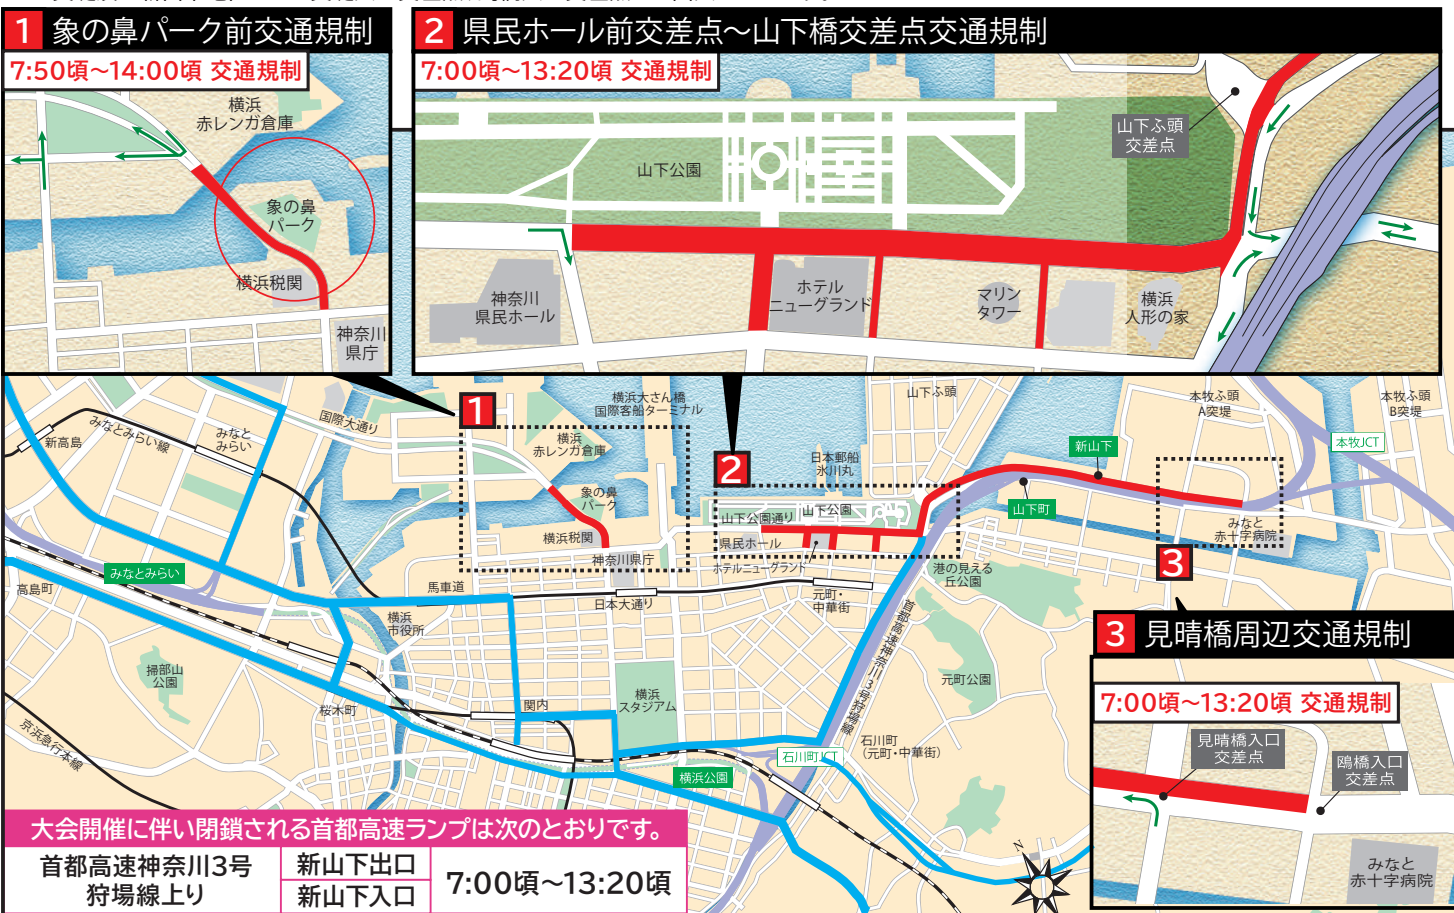 1 象の鼻パーク前交通規制
7:50頃～14:00頃 交通規制
横浜
赤レンガ倉庫
象の鼻
パーク
横浜税関
神奈川
県庁
2 県民ホール前交差点～山下橋交差点交通規制
7:00頃～13:20頃 交通規制
山下公園
山下ふ頭
交差点
神奈川
県民ホール
ホテル
ニューグランド
マリン
タワー
横浜
人形の家
1
2
新高島
みなとみらい線
みなと
みらい
国際大通り
横浜大さん橋
国際客船ターミナル
横浜
赤レンガ倉庫
象の鼻
パーク
横浜税関
神奈川県庁
山下ふ頭
日本郵船
氷川丸
山下公園通り
山下公園
県民ホール
ホテルニューグランド
新山下
山下町
本牧ふ頭
A突堤
本牧ふ頭
B突堤
本牧JCT
みなと
赤十字病院
3
港の見える
丘公園
高島町
みなとみらい
馬車道
日本大通り
元町・
中華街
横浜
市役所
掃部山
公園
桜木町
関内
横浜
スタジアム
首都高速神奈川3号狩場線
元町公園
石川町
(元町・中華街)
石川町JCT
横浜公園
京浜急行本線
N
3 見晴橋周辺交通規制
7:00頃～13:20頃 交通規制
見晴橋入口
交差点
鴎橋入口
交差点
みなと
赤十字病院
大会開催に伴い閉鎖される首都高速ランプは次のとおりです。
首都高速神奈川3号
狩場線上り
新山下出口
新山下入口
7:00頃～13:20頃